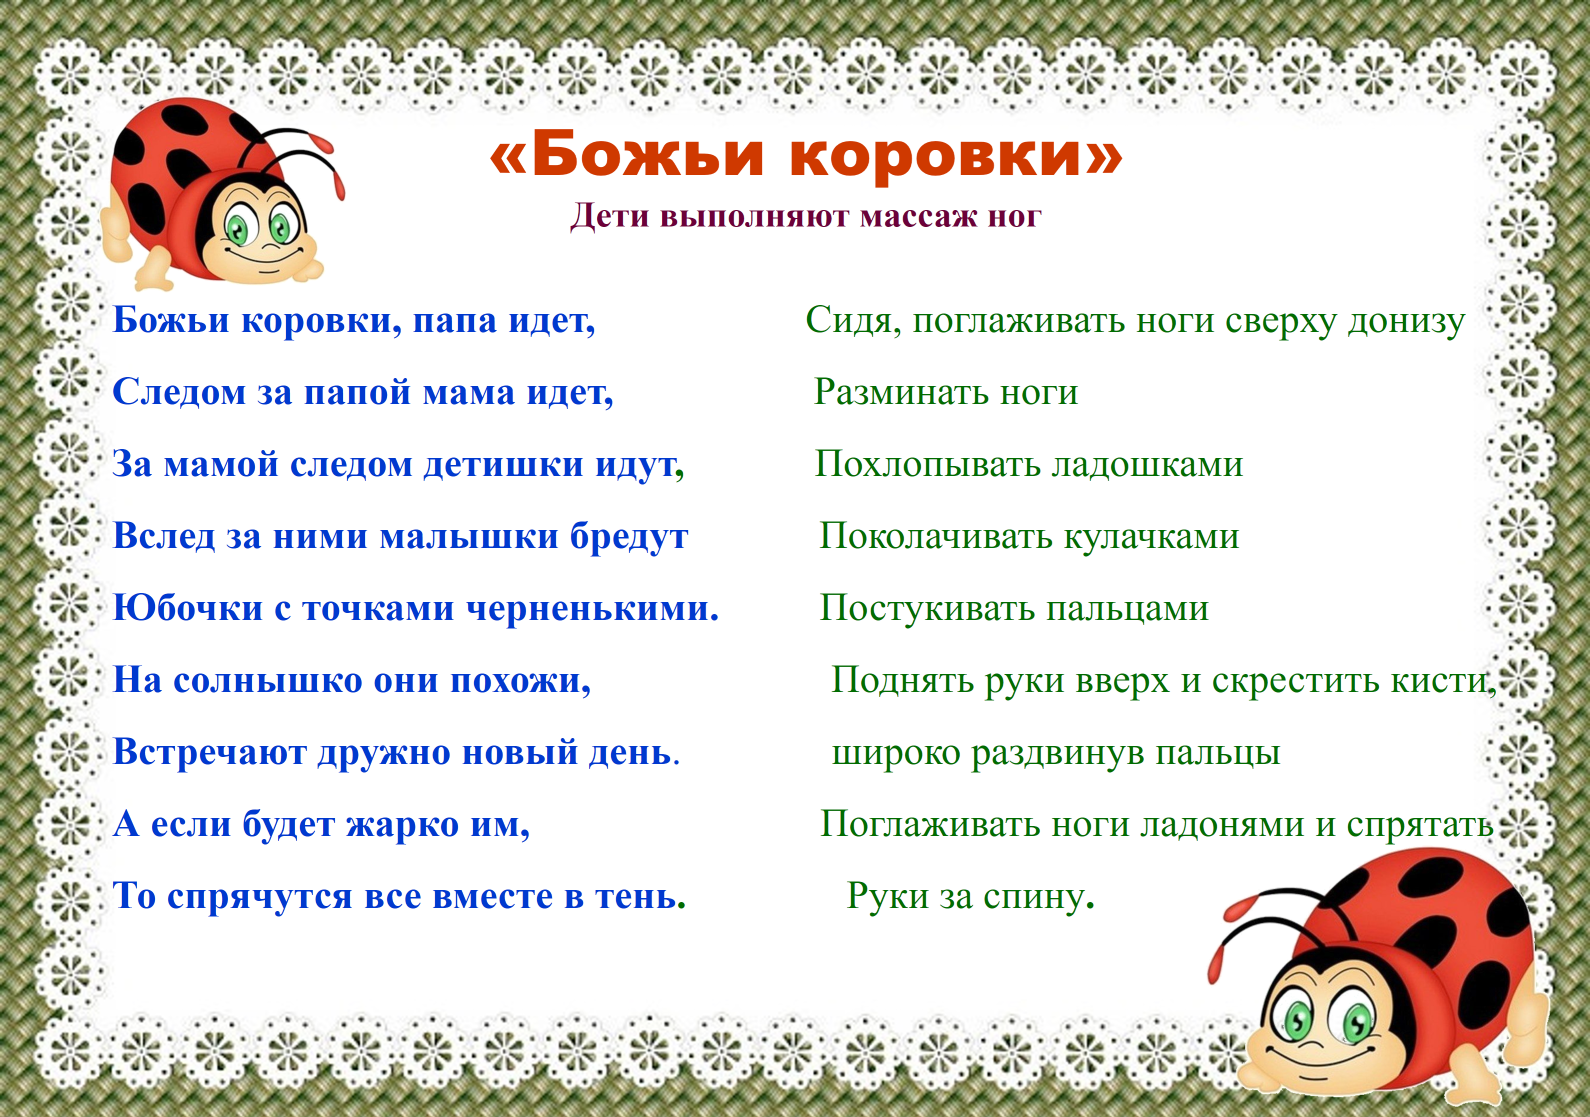 «Божьи коровки»
Дети выполняют массаж ног
Божьи коровки, папа идет, Сидя, поглаживать ноги сверху донизу
Следом за папой мама идет, Разминать ноги
За мамой следом детишки идут, Похлопывать ладошками
Вслед за ними малышки бредут Поколачивать кулачками
Юбочки с точками черненькими. Постукивать пальцами
На солнышко они похожи, Поднять руки вверх и скрестить кисти,
Встречают дружно новый день. широко раздвинув пальцы
А если будет жарко им, Поглаживать ноги ладонями и спрятать
То спрячутся все вместе в тень. Руки за спину.